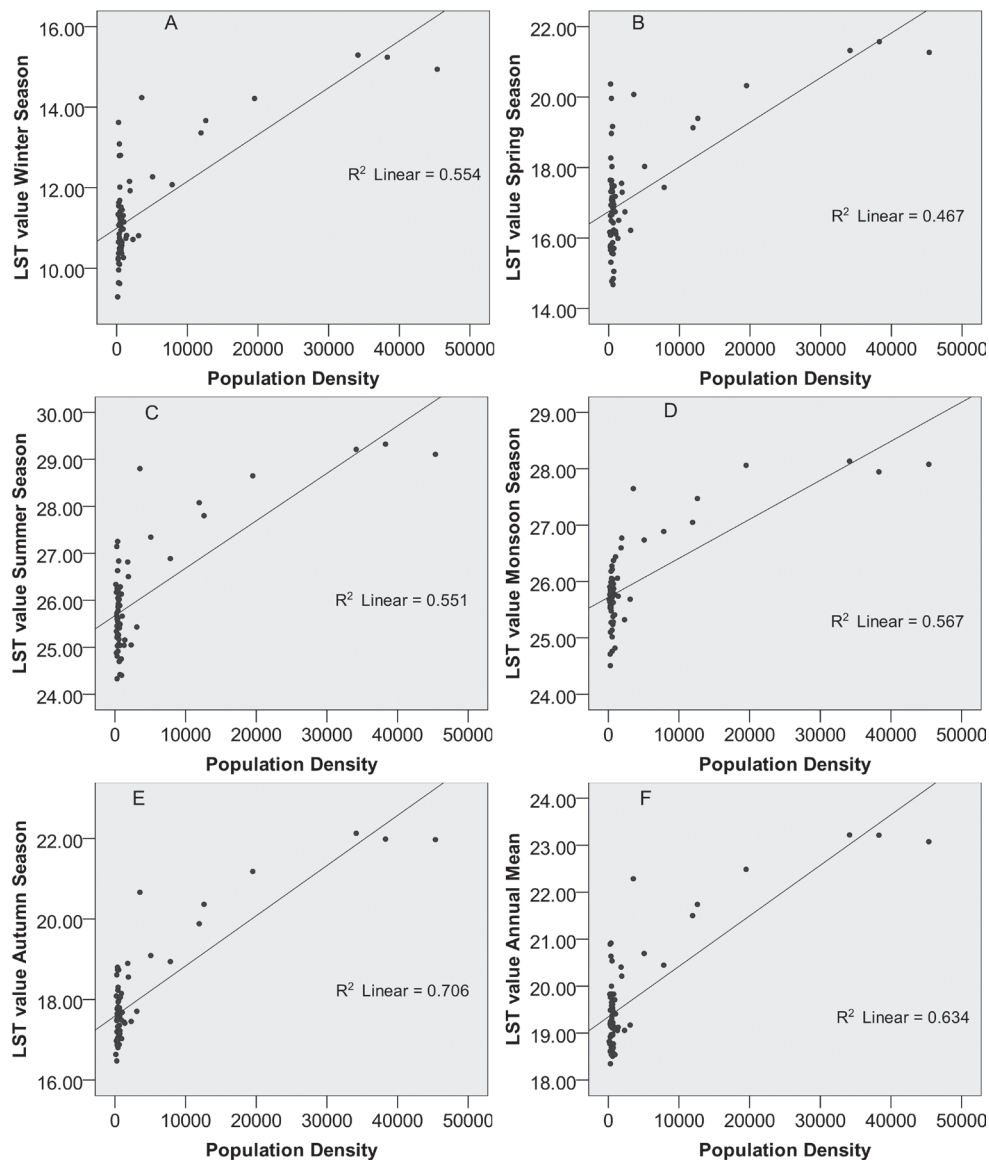 A
LST value Winter Season
16.00
14.00
12.00
10.00
R² Linear = 0.554
0 10000 20000 30000 40000 50000
Population Density
B
LST value Spring Season
22.00
20.00
18.00
16.00
14.00
R² Linear = 0.467
0 10000 20000 30000 40000 50000
Population Density
C
LST value Summer Season
30.00
29.00
28.00
27.00
26.00
25.00
24.00
R² Linear = 0.551
0 10000 20000 30000 40000 50000
Population Density
D
LST value Monsoon Season
29.00
28.00
27.00
26.00
25.00
24.00
R² Linear = 0.567
0 10000 20000 30000 40000 50000
Population Density
E
LST value Autumn Season
22.00
20.00
18.00
16.00
R² Linear = 0.706
0 10000 20000 30000 40000 50000
Population Density
F
LST value Annual Mean
24.00
23.00
22.00
21.00
20.00
19.00
18.00
R² Linear = 0.634
0 10000 20000 30000 40000 50000
Population Density